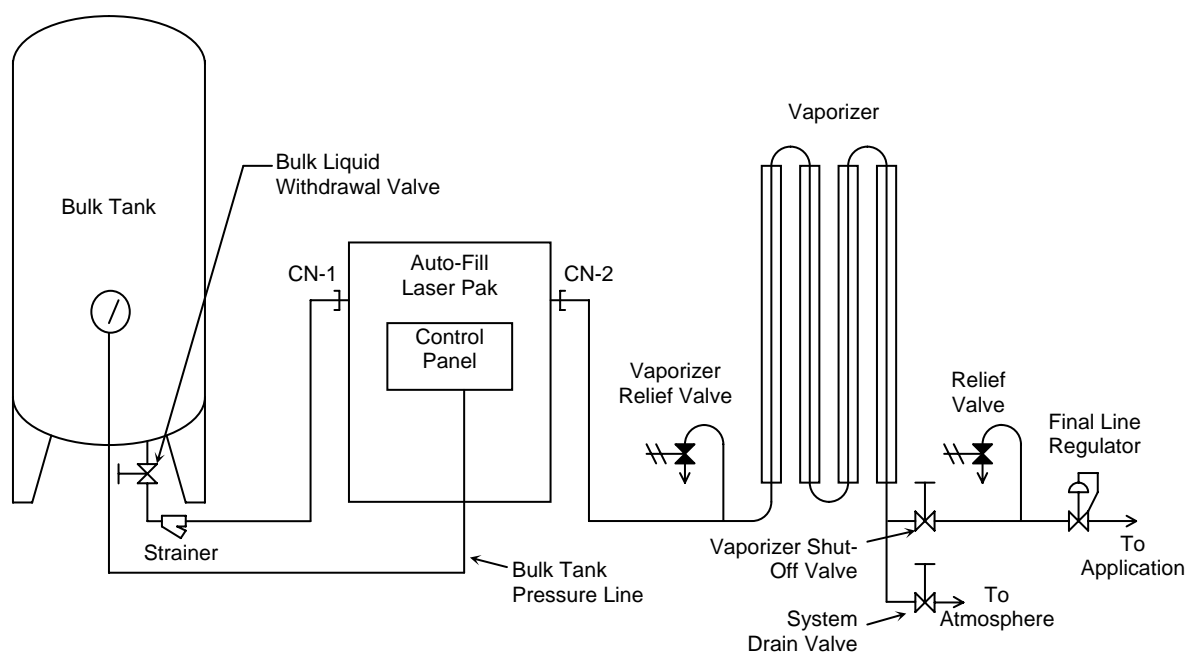 Vaporizer
Bulk Liquid
Withdrawal Valve
Bulk Tank
CN-1
Auto-Fill
Laser Pak
CN-2
Control
Panel
Vaporizer
Relief Valve
Relief
Valve
Final Line
Regulator
Strainer
Vaporizer Shut-
Off Valve
To
Application
Bulk Tank
Pressure Line
To
Atmosphere
System
Drain Valve